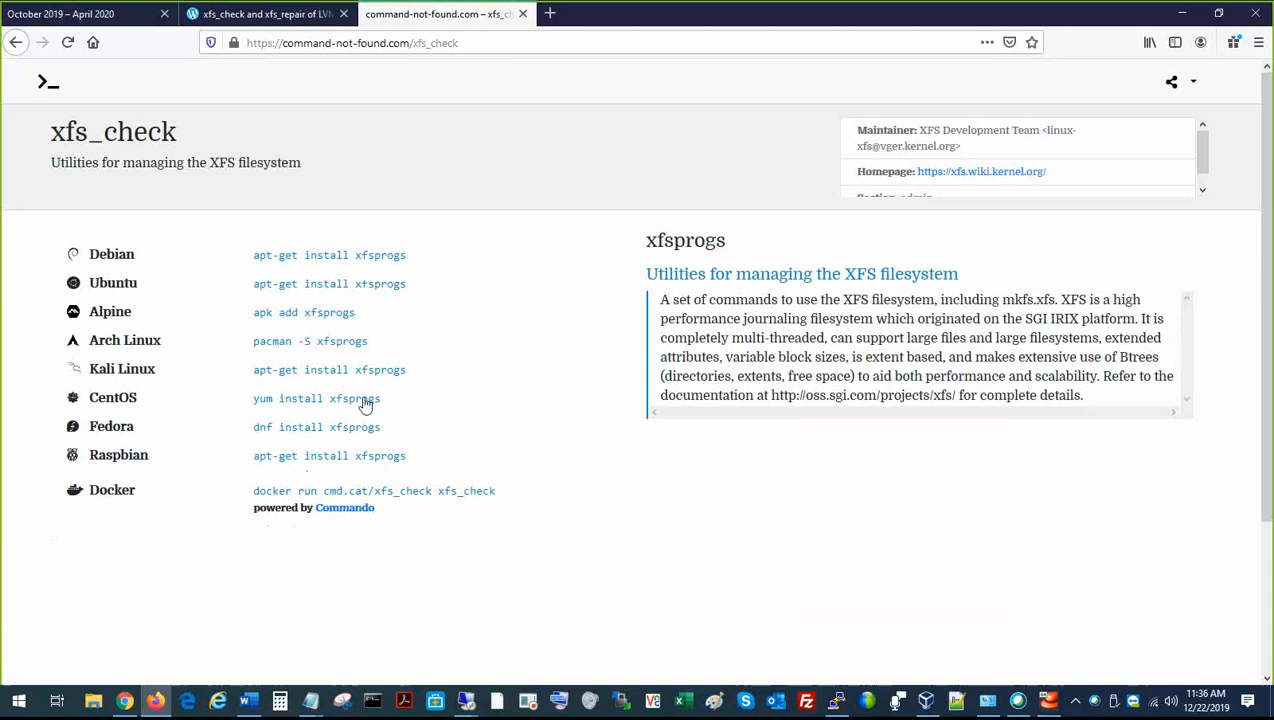 October 2019 – April 2020
xfs_check and xfs_repair of LVM
command-not-found.com – xfs_ch
https://command-not-found.com/xfs_check
>_
xfs_check
Utilities for managing the XFS filesystem
Maintainer: XFS Development Team <linux-
xfs@vger.kernel.org>
Homepage: https://xfs.wiki.kernel.org/
Section: admin
Debian apt-get install xfsprogs
Ubuntu apt-get install xfsprogs
Alpine apk add xfsprogs
Arch Linux pacman -S xfsprogs
Kali Linux apt-get install xfsprogs
CentOS yum install xfsprogs
Fedora dnf install xfsprogs
Raspbian apt-get install xfsprogs
Docker docker run cmd.cat/xfs_check xfs_check
powered by Commando
xfsprogs
Utilities for managing the XFS filesystem
A set of commands to use the XFS filesystem, including mkfs.xfs. XFS is a high
performance journaling filesystem which originated on the SGI IRIX platform. It is
completely multi-threaded, can support large files and large filesystems, extended
attributes, variable block sizes, is extent based, and makes extensive use of Btrees
(directories, extents, free space) to aid both performance and scalability. Refer to the
documentation at http://oss.sgi.com/projects/xfs/ for complete details.
11:36 AM
12/22/2019